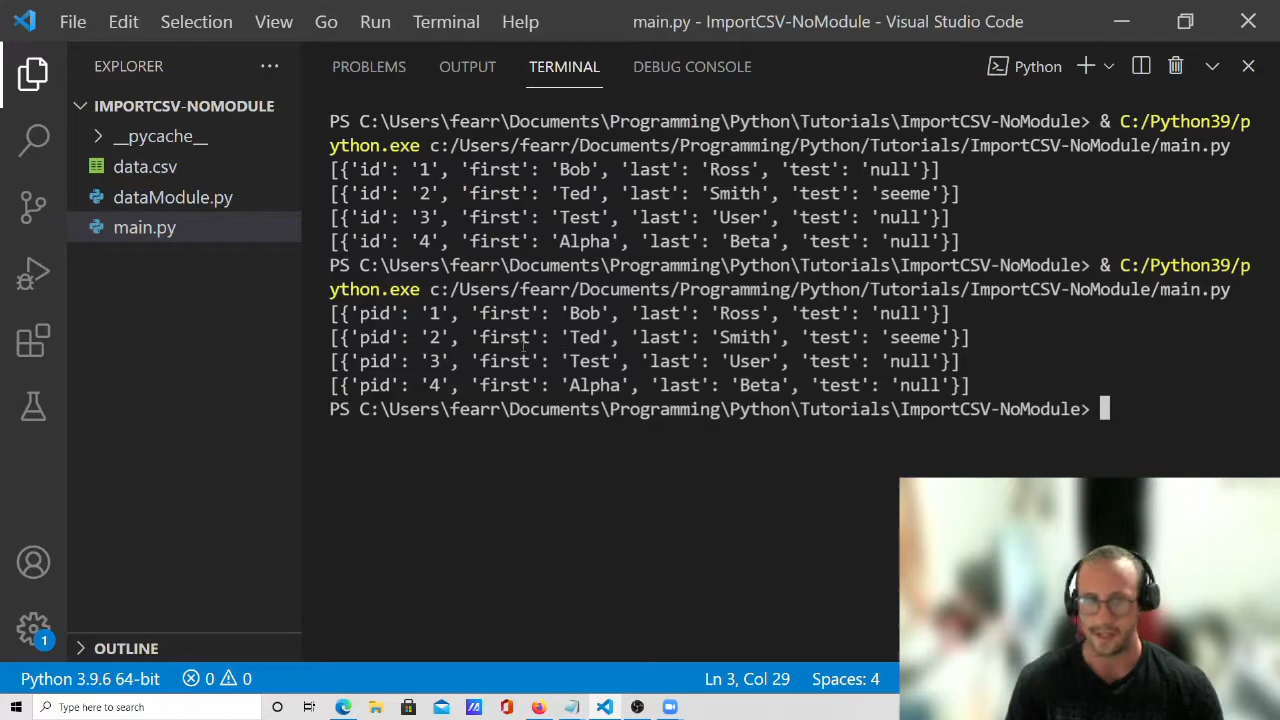 File Edit Selection View Go Run Terminal Help main.py - ImportCSV-NoModule - Visual Studio Code
EXPLORER
IMPORTCSV-NOMODULE
__pycache__
data.csv
dataModule.py
main.py
OUTLINE
PROBLEMS OUTPUT TERMINAL DEBUG CONSOLE Python
PS C:\Users\fearr\Documents\Programming\Python\Tutorials\ImportCSV-NoModule> & C:/Python39/p
ython.exe c:/Users/fearr/Documents/Programming/Python/Tutorials/ImportCSV-NoModule/main.py
[{'id': '1', 'first': 'Bob', 'last': 'Ross', 'test': 'null'}]
[{'id': '2', 'first': 'Ted', 'last': 'Smith', 'test': 'seeme'}]
[{'id': '3', 'first': 'Test', 'last': 'User', 'test': 'null'}]
[{'id': '4', 'first': 'Alpha', 'last': 'Beta', 'test': 'null'}]
PS C:\Users\fearr\Documents\Programming\Python\Tutorials\ImportCSV-NoModule> & C:/Python39/p
ython.exe c:/Users/fearr/Documents/Programming/Python/Tutorials/ImportCSV-NoModule/main.py
[{'pid': '1', 'first': 'Bob', 'last': 'Ross', 'test': 'null'}]
[{'pid': '2', 'first': 'Ted', 'last': 'Smith', 'test': 'seeme'}]
[{'pid': '3', 'first': 'Test', 'last': 'User', 'test': 'null'}]
[{'pid': '4', 'first': 'Alpha', 'last': 'Beta', 'test': 'null'}]
PS C:\Users\fearr\Documents\Programming\Python\Tutorials\ImportCSV-NoModule>
1
Python 3.9.6 64-bit 0 0 Ln 3, Col 29 Spaces: 4
Type here to search